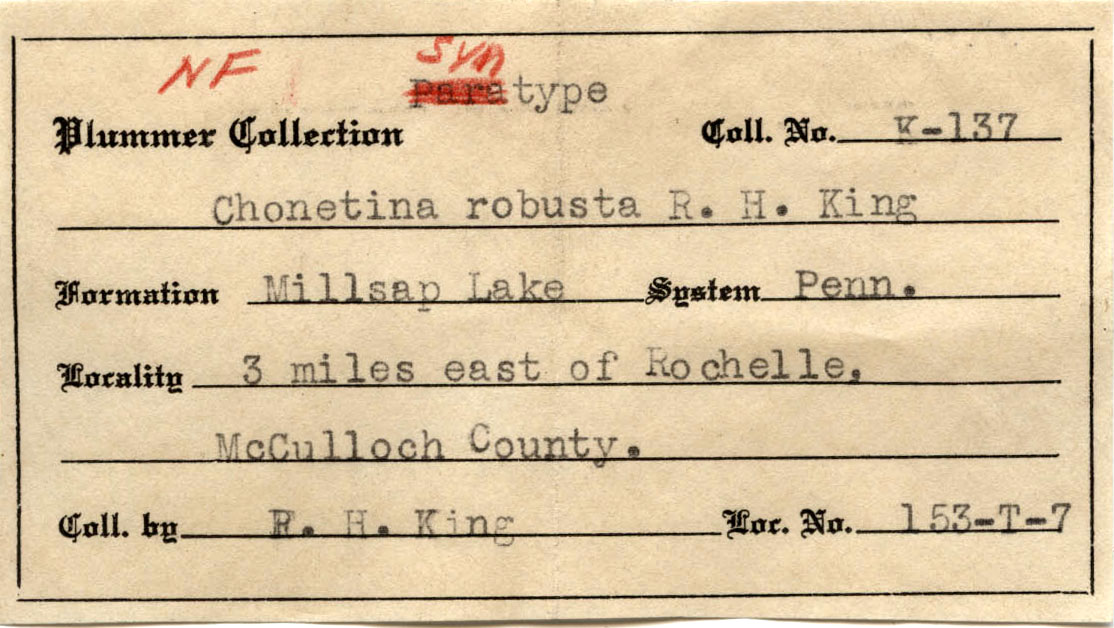 NF Syn
Paratype
Plummer Collection Coll. No. K-137
Chonetina robusta R. H. King
Formation Millsap Lake System Penn.
Locality 3 miles east of Rochelle,
McCulloch County.
Coll. by R. H. King Loc. No. 153-T-7